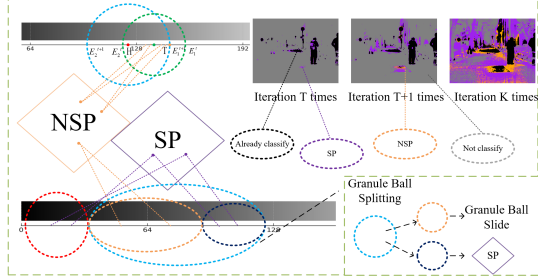 64
128
192
T
NSP
SP
Iteration T times
Iteration T+1 times
Iteration K times
Already classify
SP
NSP
Not classify
0
64
128
Granule Ball
Splitting
Granule Ball
Slide
SP